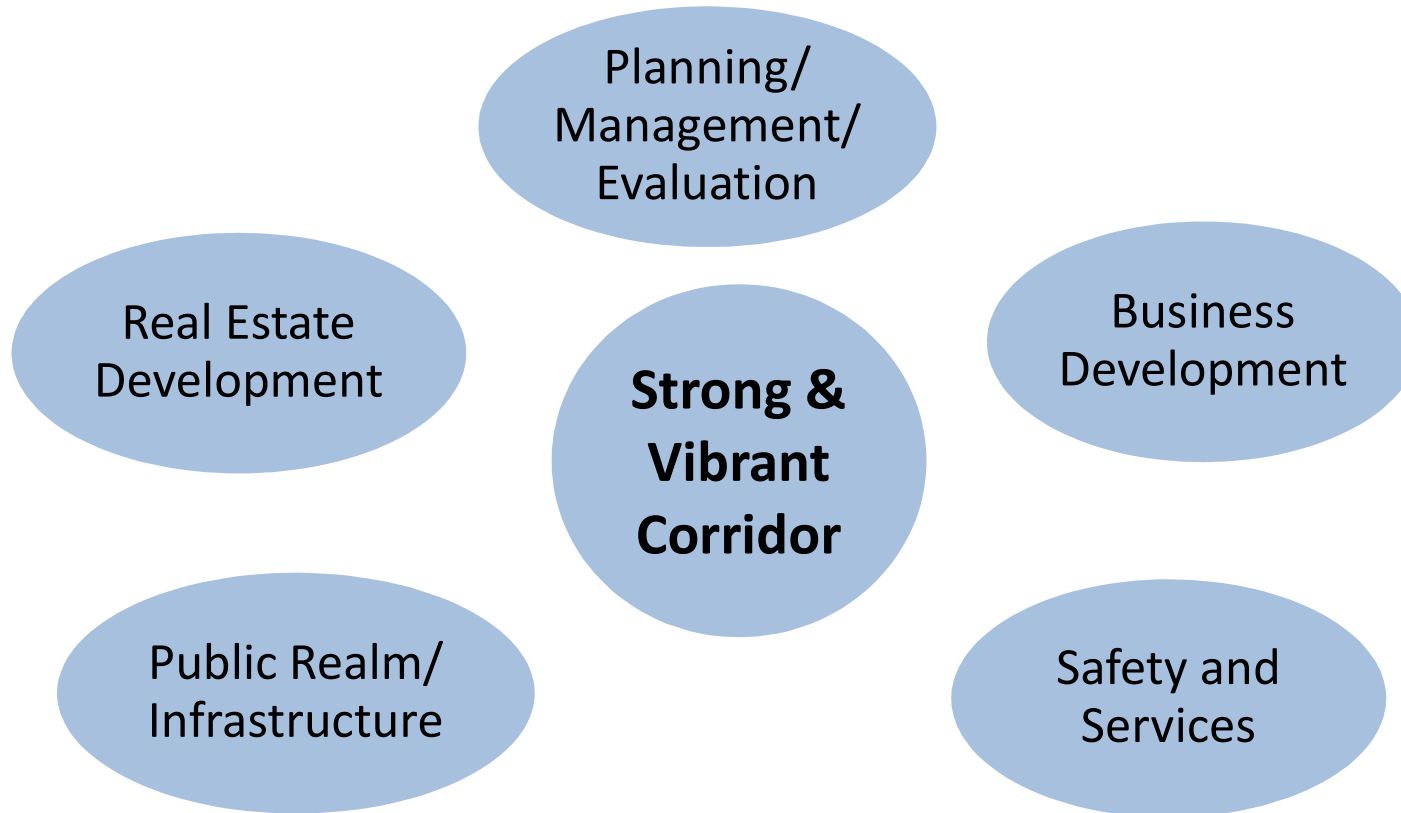 Planning/
Management/
Evaluation
Real Estate
Development
Business
Development
Strong &
Vibrant
Corridor
Public Realm/
Infrastructure
Safety and
Services